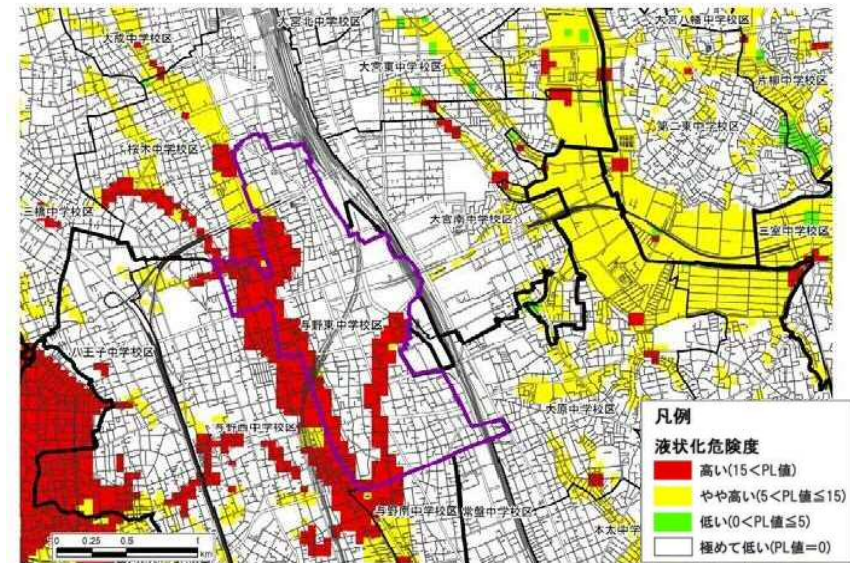 大宮北中学校区
大宮八幡中学校区
大成中学校区
大宮東中学校区
片柳中学校区
第二東中学校区
桜木中学校区
三橋中学校区
大宮南中学校区
三室中学校区
与野東中学校区
八王子中学校区
大原中学校区
与野西中学校区
与野南中学校区
常盤中学校区
木太中学
凡例
液状化危険度
高い(15<PL値)
やや高い(5<PL値≦15)
低い(0<PL値≦5)
極めて低い(PL値=0)
0 0.25 0.5 1
km